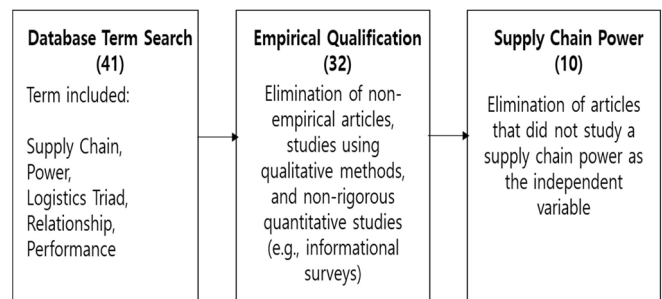 Database Term Search
(41)
Term included:
Supply Chain,
Power,
Logistics Triad,
Relationship,
Performance
Empirical Qualification
(32)
Elimination of non-
empirical articles,
studies using
qualitative methods,
and non-rigorous
quantitative studies
(e.g., informational
surveys)
Supply Chain Power
(10)
Elimination of articles
that did not study a
supply chain power as
the independent
variable